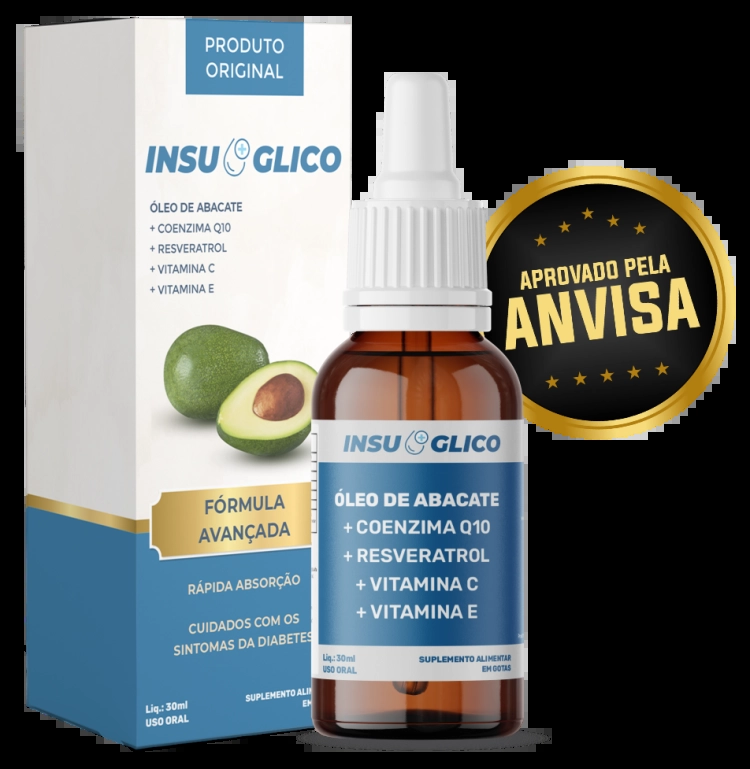 PRODUTO
ORIGINAL
INSU GLICO
ÓLEO DE ABACATE
+ COENZIMA Q10
+ RESVERATROL
+ VITAMINA C
+ VITAMINA E
FÓRMULA
AVANÇADA
RÁPIDA ABSORÇÃO
CUIDADOS COM OS
SINTOMAS DA DIABETES
Liq.: 30ml
USO ORAL
SUPLEMENTO ALI
INSU GLICO
ÓLEO DE ABACATE
+ COENZIMA Q10
+ RESVERATROL
+ VITAMINA C
+ VITAMINA E
Liq.: 30ml
USO ORAL
SUPLEMENTO ALIMENTAR
EM GOTAS
APROVADO PELA
ANVISA